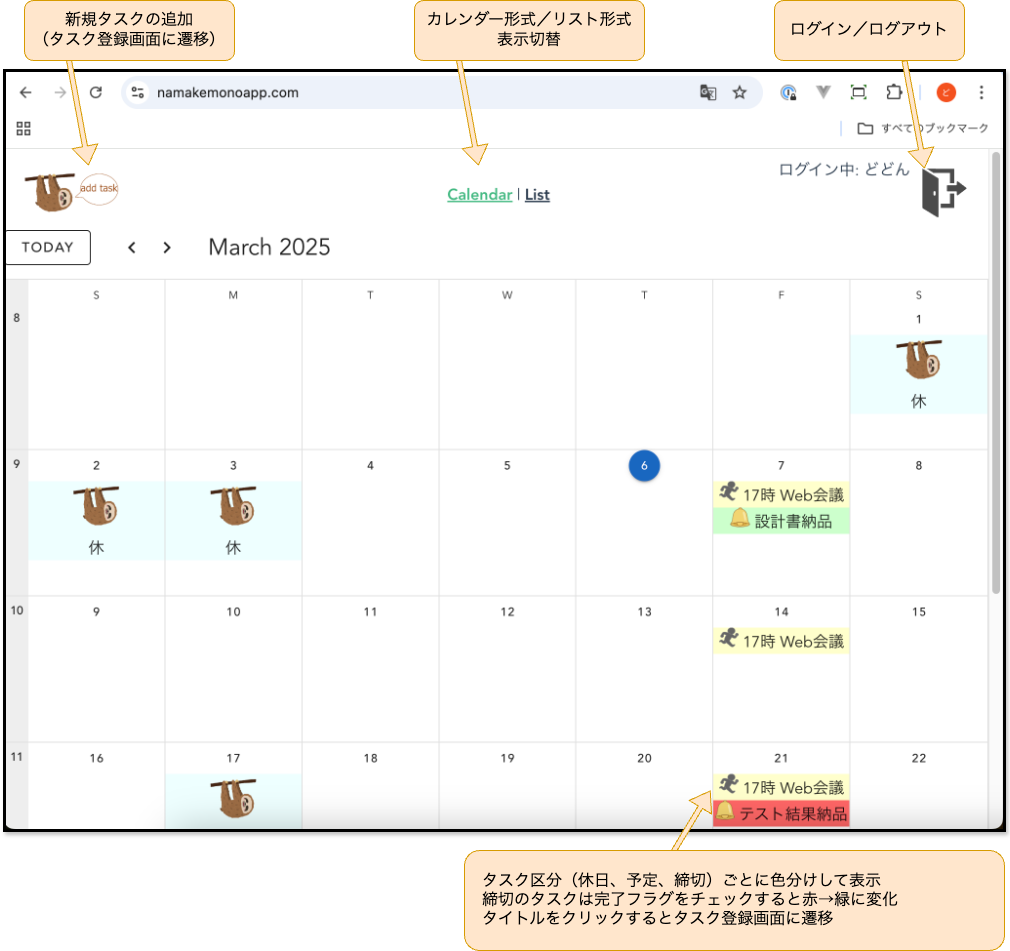 新規タスクの追加
（タスク登録画面に遷移）
カレンダー形式／リスト形式
表示切替
ログイン／ログアウト
namakemonoapp.com
ど
すべてのブックマーク
add task
Calendar | List
ログイン中: どどん
TODAY
March 2025
S M T W T F S
8
1
休
9
2 3 4 5 6 7 8
17時 Web会議
設計書納品
休 休
10
9 10 11 12 13 14 15
17時 Web会議
11
16 17 18 19 20 21 22
17時 Web会議
テスト結果納品
タスク区分（休日、予定、締切）ごとに色分けして表示
締切のタスクは完了フラグをチェックすると赤→緑に変化
タイトルをクリックするとタスク登録画面に遷移